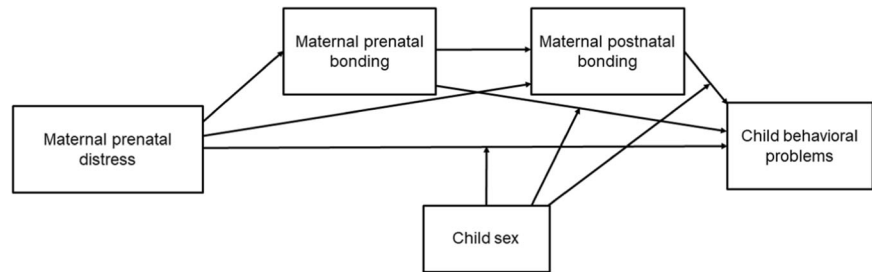 Maternal prenatal
bonding
Maternal postnatal
bonding
Maternal prenatal
distress
Child behavioral
problems
Child sex